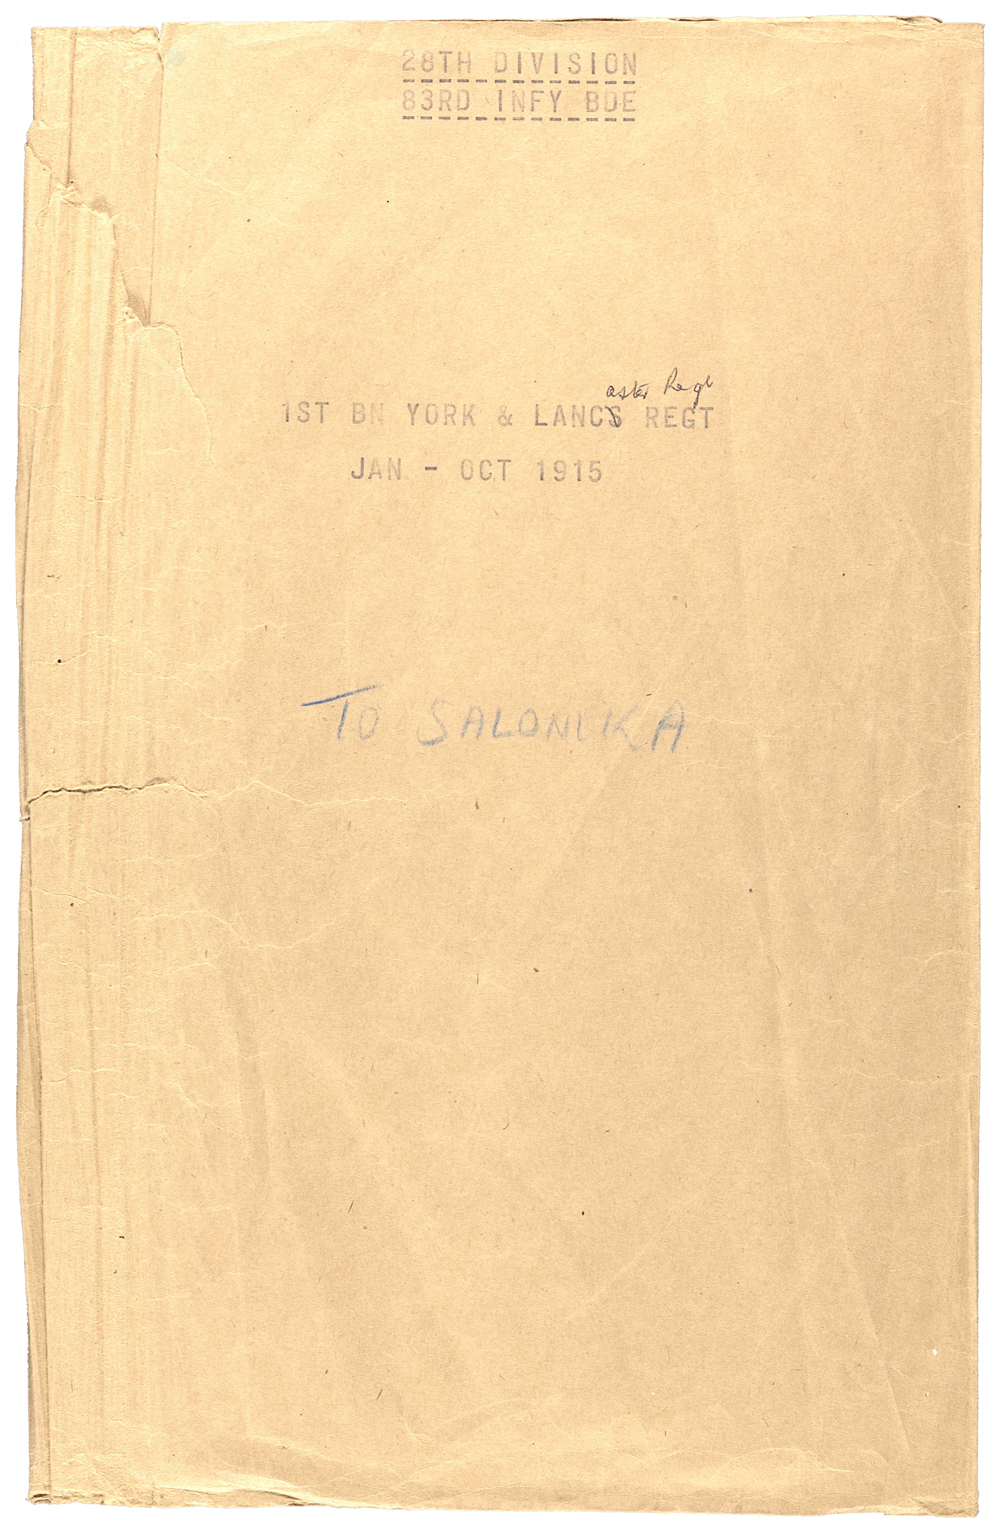 28TH DIVISION
83RD INFY BDE
aster Regt
1ST BN YORK & LANCS REGT
JAN - OCT 1915
TO SALONIKA